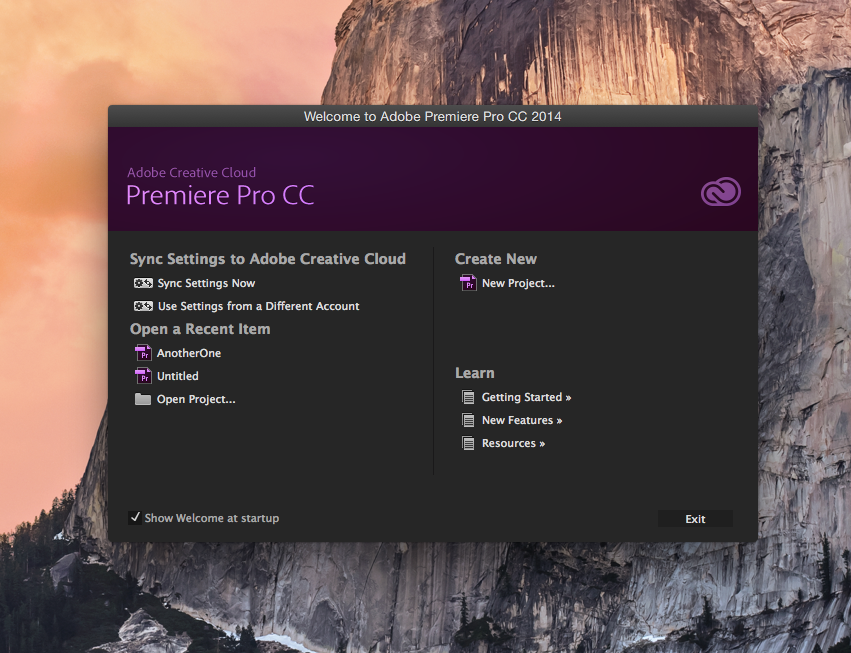 Welcome to Adobe Premiere Pro CC 2014
Adobe Creative Cloud
Premiere Pro CC
Sync Settings to Adobe Creative Cloud
Sync Settings Now
Use Settings from a Different Account
Open a Recent Item
Pr AnotherOne
Pr Untitled
Open Project...
Create New
Pr New Project...
Learn
Getting Started »
New Features »
Resources »
Show Welcome at startup
Exit